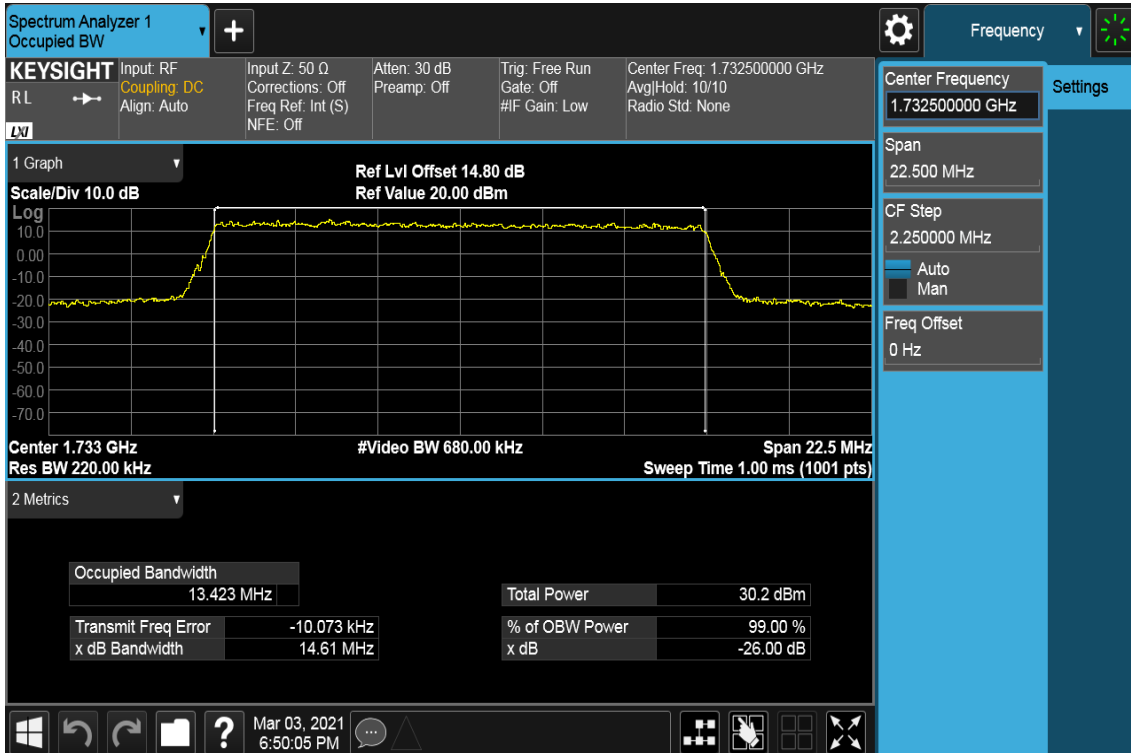 Spectrum Analyzer 1
Occupied BW
+
Frequency
KEYSIGHT
R L
LXI
Input: RF
Coupling: DC
Align: Auto
Input Z: 50 Ω
Corrections: Off
Freq Ref: Int (S)
NFE: Off
Atten: 30 dB
Preamp: Off
Trig: Free Run
Gate: Off
#IF Gain: Low
Center Freq: 1.732500000 GHz
Avg|Hold: 10/10
Radio Std: None
Center Frequency
1.732500000 GHz
Settings
Span
22.500 MHz
CF Step
2.250000 MHz
Auto
Man
Freq Offset
0 Hz
1 Graph
Scale/Div 10.0 dB
Ref Lvl Offset 14.80 dB
Ref Value 20.00 dBm
Log
10.0
0.00
-10.0
-20.0
-30.0
-40.0
-50.0
-60.0
-70.0
Center 1.733 GHz
#Video BW 680.00 kHz
Span 22.5 MHz
Res BW 220.00 kHz
Sweep Time 1.00 ms (1001 pts)
2 Metrics
Occupied Bandwidth
13.423 MHz
Total Power 30.2 dBm
Transmit Freq Error -10.073 kHz
% of OBW Power 99.00 %
x dB Bandwidth 14.61 MHz
x dB -26.00 dB
?
Mar 03, 2021
6:50:05 PM